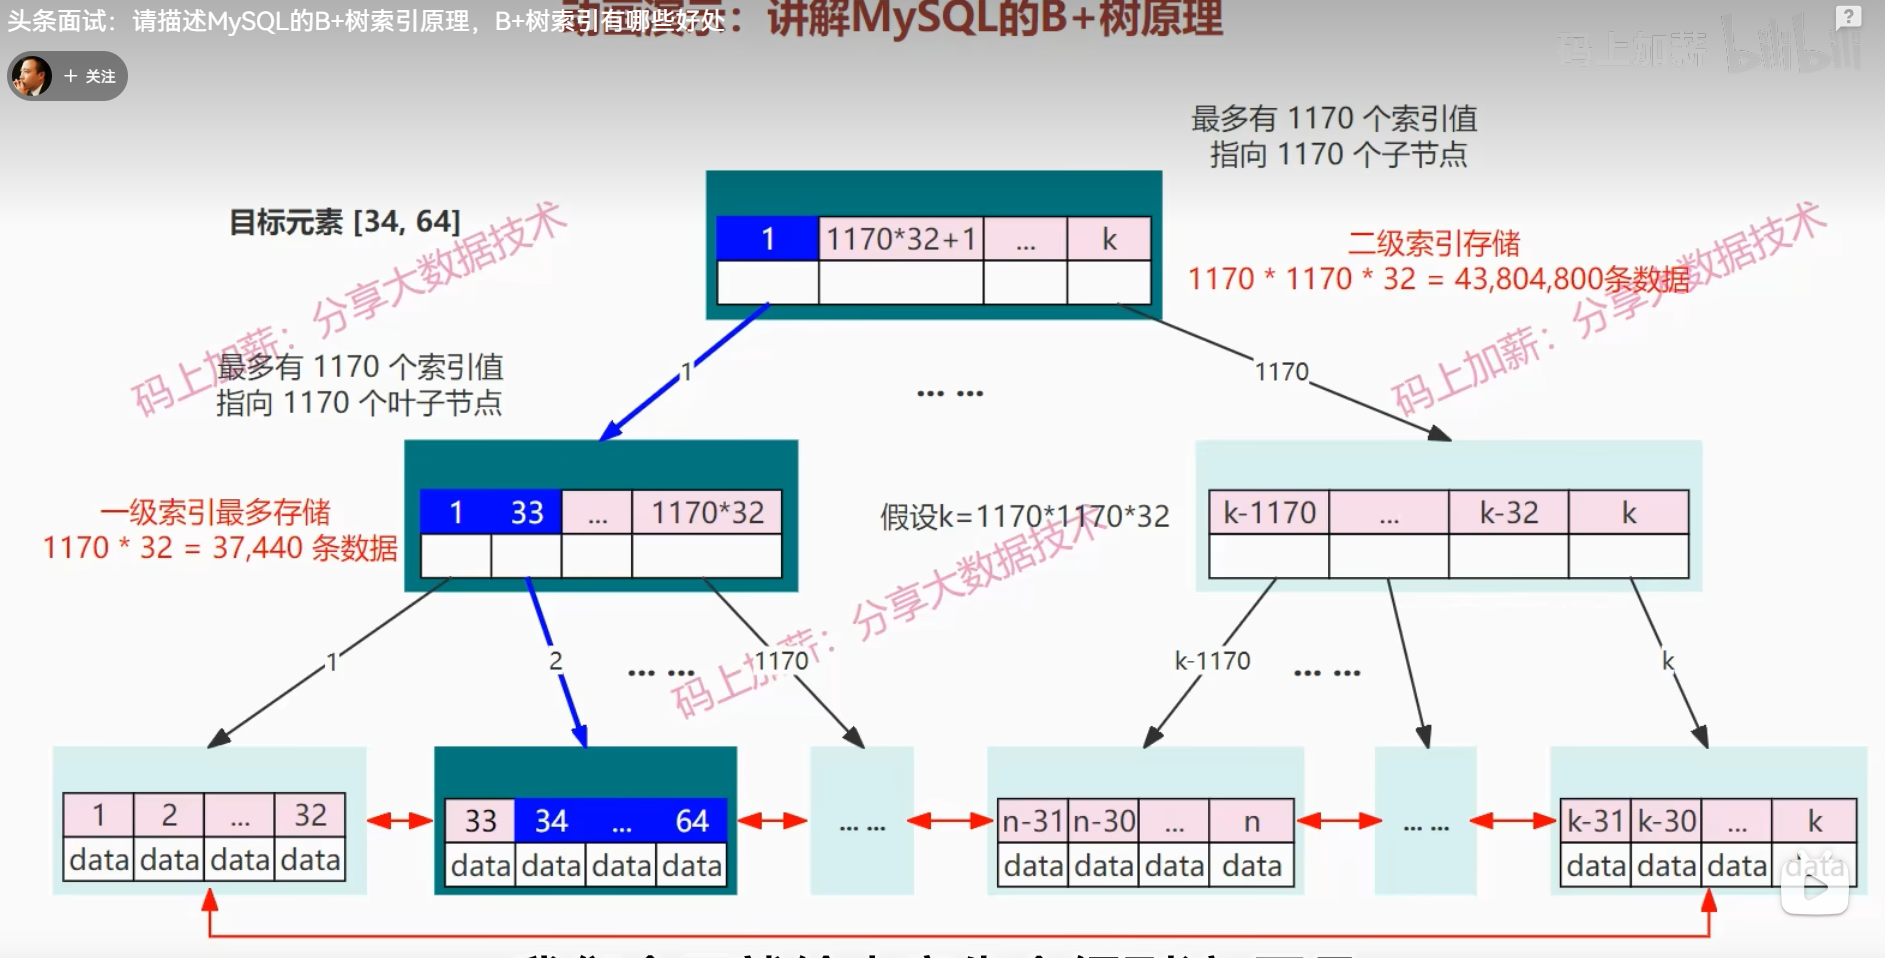 头条面试：请描述MySQL的B+树索引原理，B+树索引有哪些好处
讲解MySQL的B+树原理
+ 关注
码上加薪 bilibili
最多有 1170 个索引值
指向 1170 个子节点
目标元素 [34, 64]
1 1170*32+1 ... k
二级索引存储
1170 * 1170 * 32 = 43,804,800条数据
码上加薪：分享大数据技术
码上加薪：分享大数据技术
最多有 1170 个索引值
指向 1170 个叶子节点
1
... ...
1170
一级索引最多存储
1170 * 32 = 37,440 条数据
1 33 ... 1170*32
假设k=1170*1170*32
k-1170 ... k-32 k
码上加薪：分享大数据技术
1
2
... ...
1170
k-1170
... ...
k
1 2 ... 32
data data data data
33 34 ... 64
data data data data
... ...
n-31 n-30 ... n
data data data data
... ...
k-31 k-30 ... k
data data data data